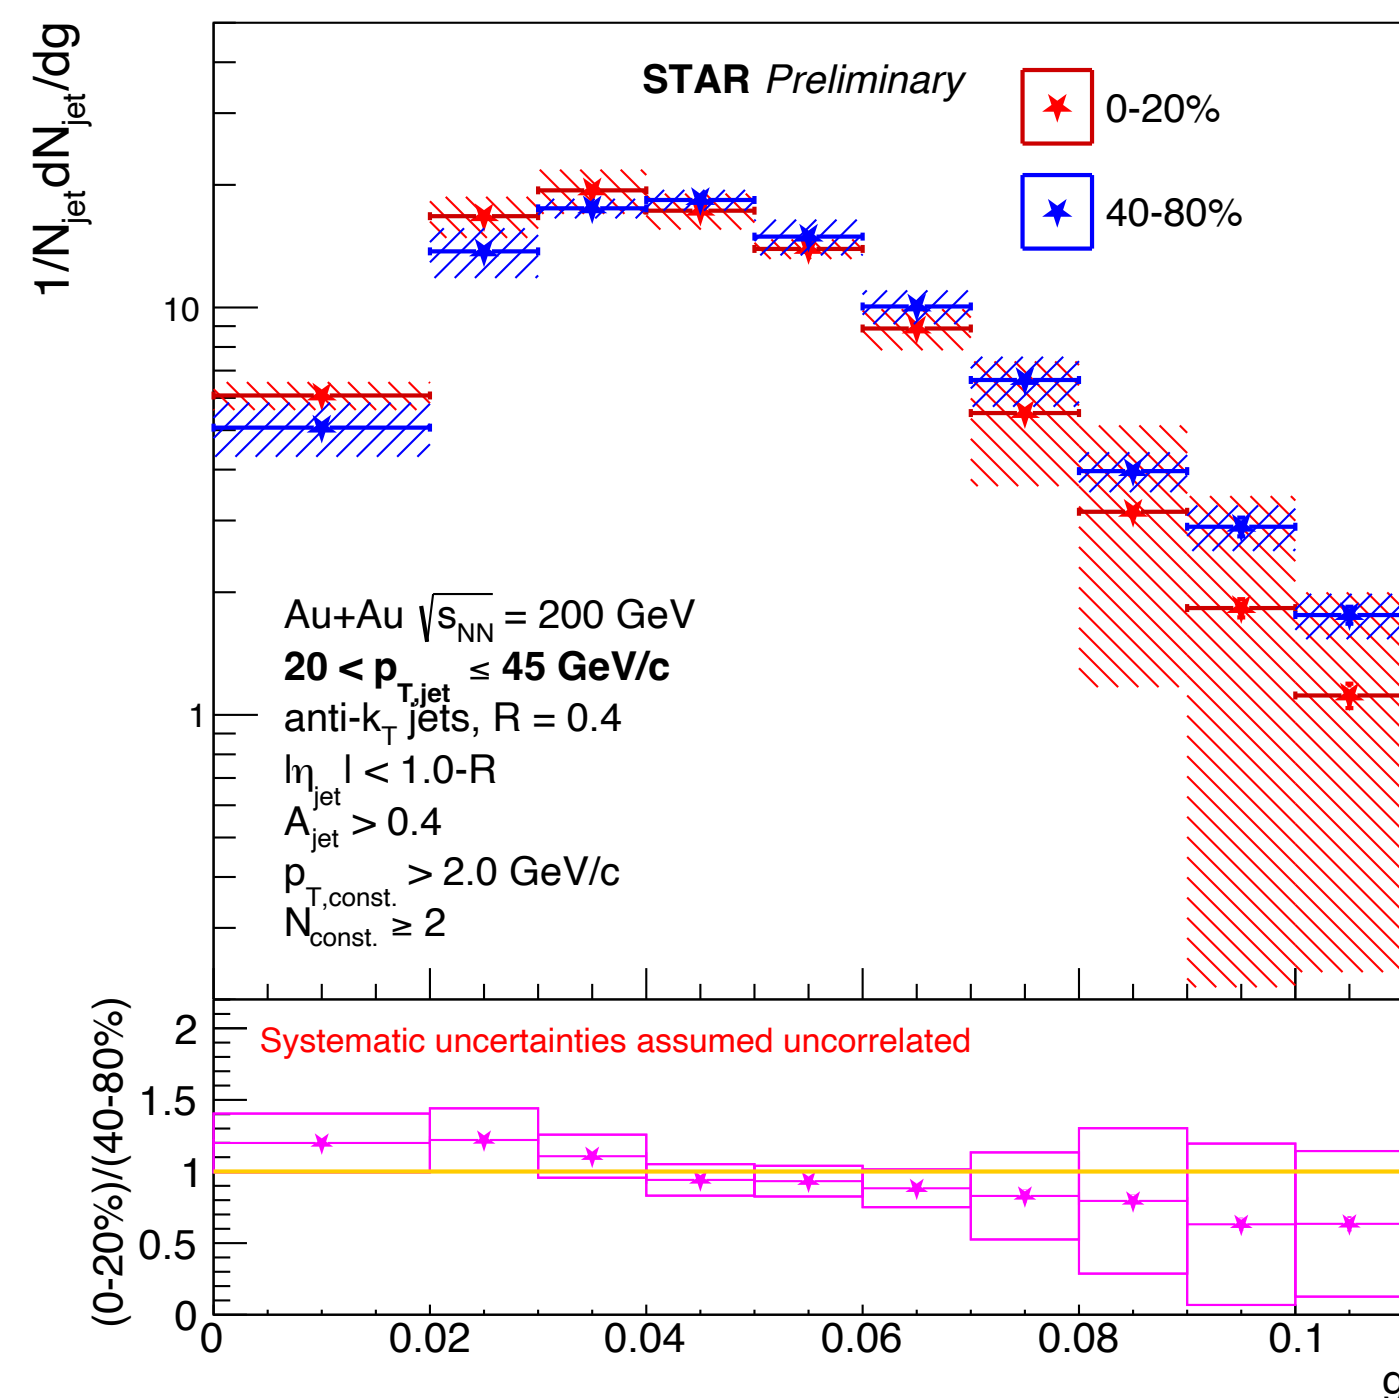 1/N_jet dN_jet/dg
STAR Preliminary
0-20%
40-80%
10
1
Au+Au √s_NN = 200 GeV
20 < p_T,jet ≤ 45 GeV/c
anti-k_T jets, R = 0.4
|η_jet| < 1.0-R
A_jet > 0.4
p_T,const. > 2.0 GeV/c
N_const. ≥ 2
(0-20%)/(40-80%)
Systematic uncertainties assumed uncorrelated
2
1.5
1
0.5
0
0 0.02 0.04 0.06 0.08 0.1
g